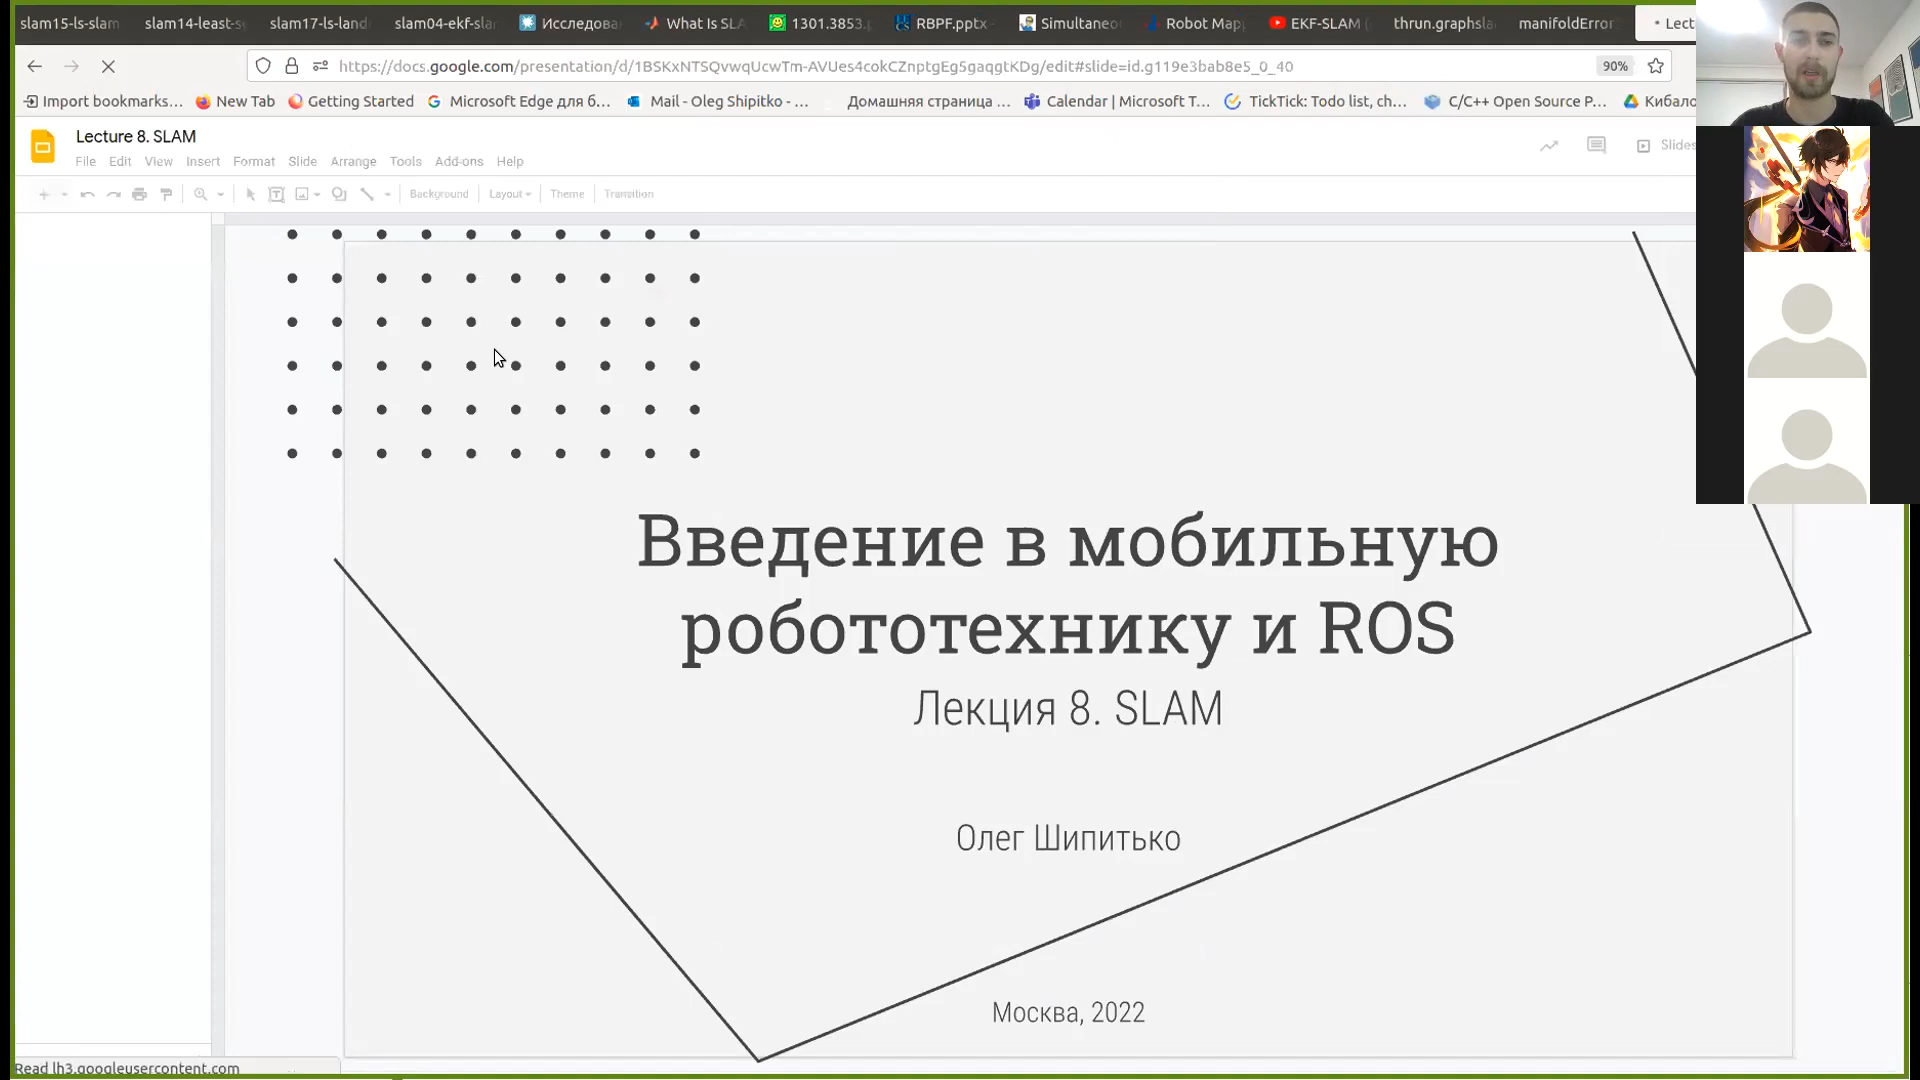 slam15-ls-slam slam14-least-s slam17-ls-land slam04-ekf-sla Исследова What Is SLA 1301.3853. RBPF.pptx Simultaneo Robot Map EKF-SLAM ( thrun.graphsla manifoldError Lect
https://docs.google.com/presentation/d/1BSKxNTSQvwqUcwTm-AVUes4cokCZnptgEg5gaqgtKDg/edit#slide=id.g119e3bab8e5_0_40 90%
Import bookmarks... New Tab Getting Started Microsoft Edge для б... Mail - Oleg Shipitko - ... Домашняя страница ... Calendar | Microsoft T... TickTick: Todo list, ch... C/C++ Open Source P... Кибало
Lecture 8. SLAM
File Edit View Insert Format Slide Arrange Tools Add-ons Help
Slides
Background Layout Theme Transition
Введение в мобильную
робототехнику и ROS
Лекция 8. SLAM
Олег Шипитько
Москва, 2022
Read lh3.googleusercontent.com